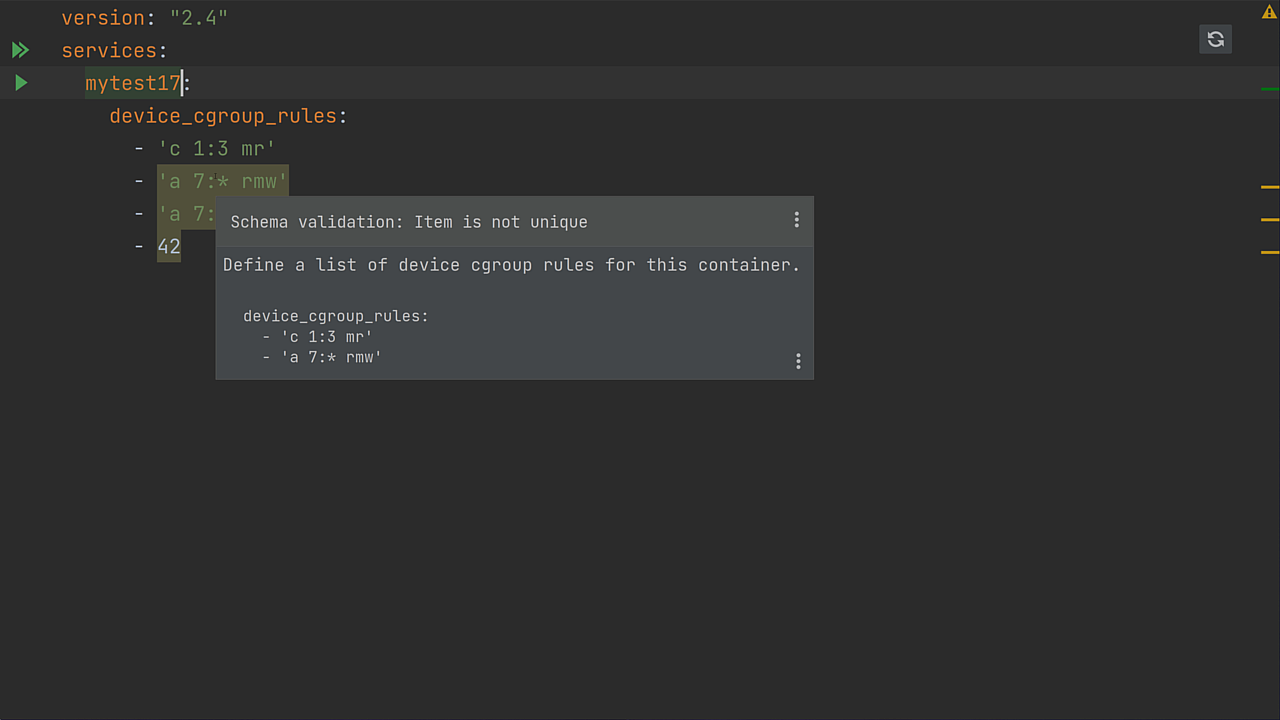 version: "2.4"
services:
mytest17:
device_cgroup_rules:
- 'c 1:3 mr'
- 'a 7:* rmw'
- 'a 7:
- 42
Schema validation: Item is not unique
Define a list of device cgroup rules for this container.
device_cgroup_rules:
- 'c 1:3 mr'
- 'a 7:* rmw'